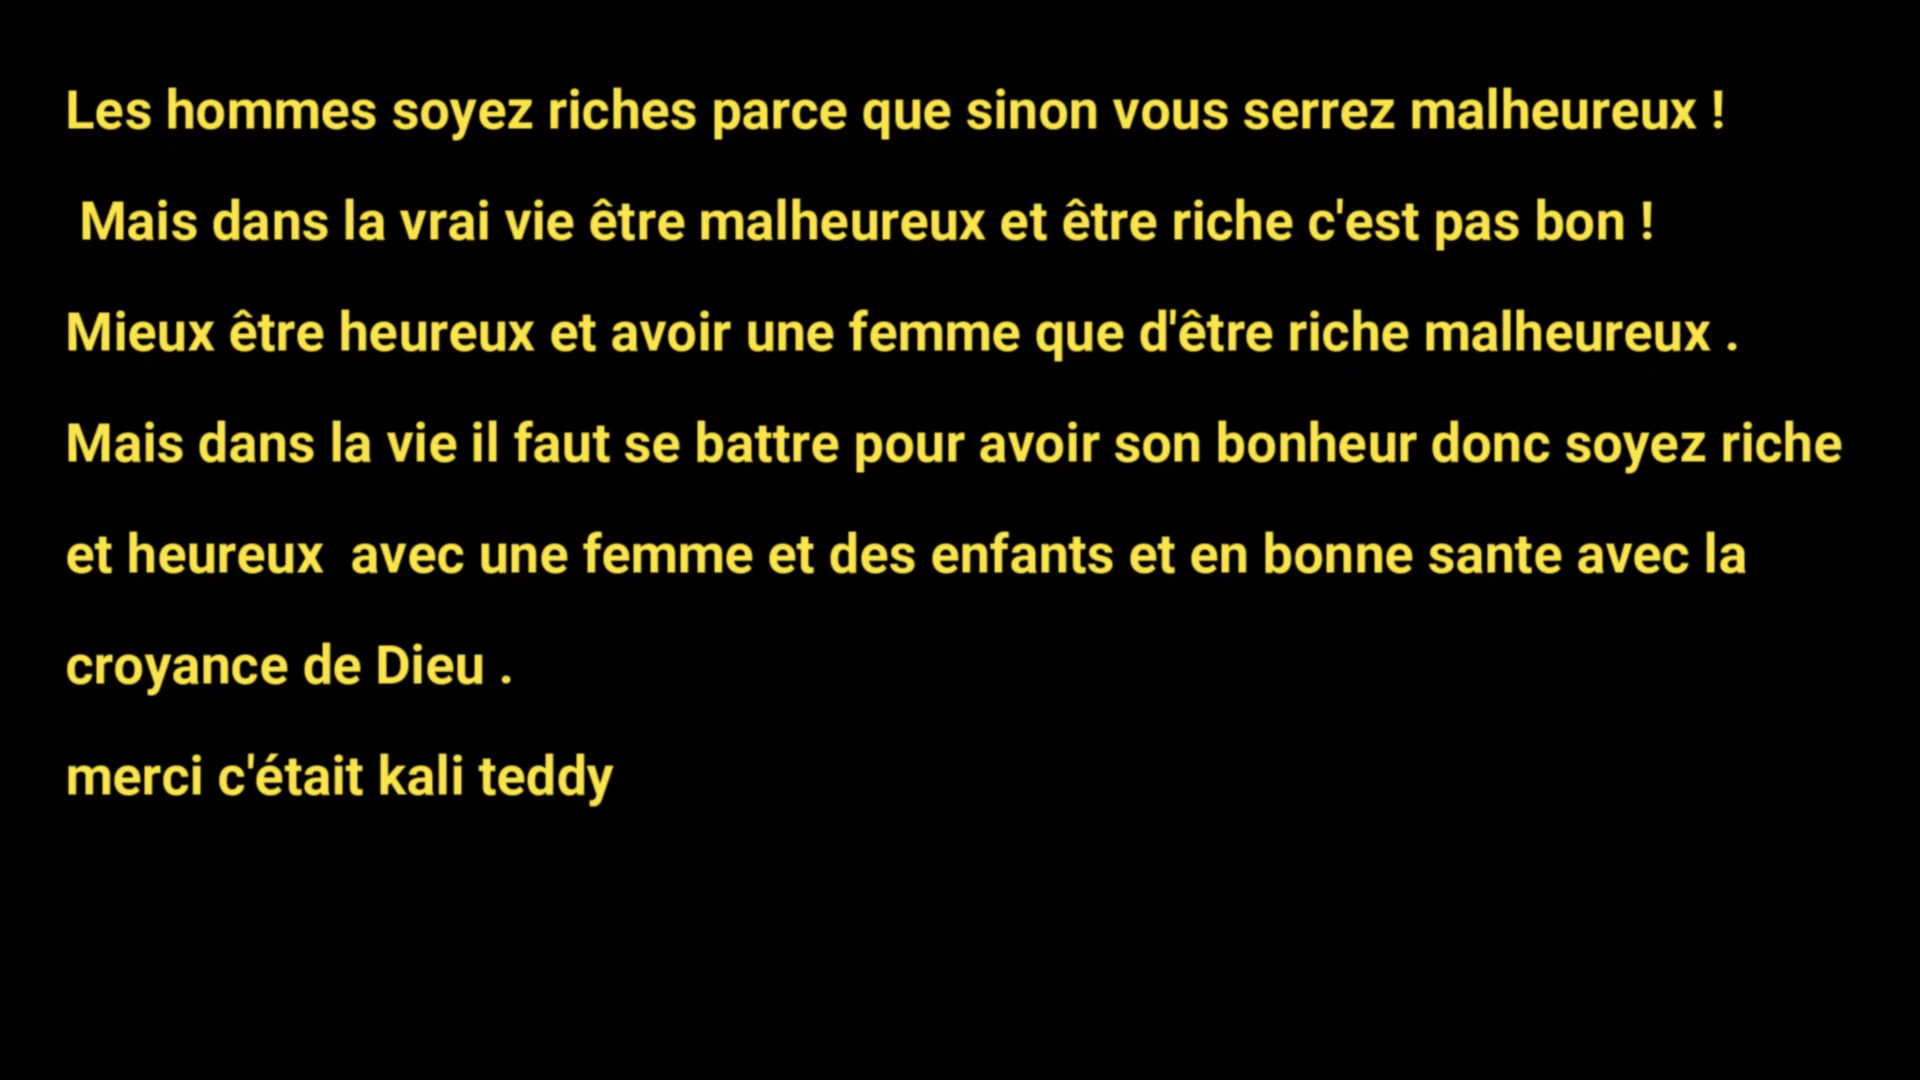 Les hommes soyez riches parce que sinon vous serrez malheureux !
Mais dans la vrai vie être malheureux et être riche c'est pas bon !
Mieux être heureux et avoir une femme que d'être riche malheureux .
Mais dans la vie il faut se battre pour avoir son bonheur donc soyez riche
et heureux  avec une femme et des enfants et en bonne sante avec la
croyance de Dieu .
merci c'était kali teddy